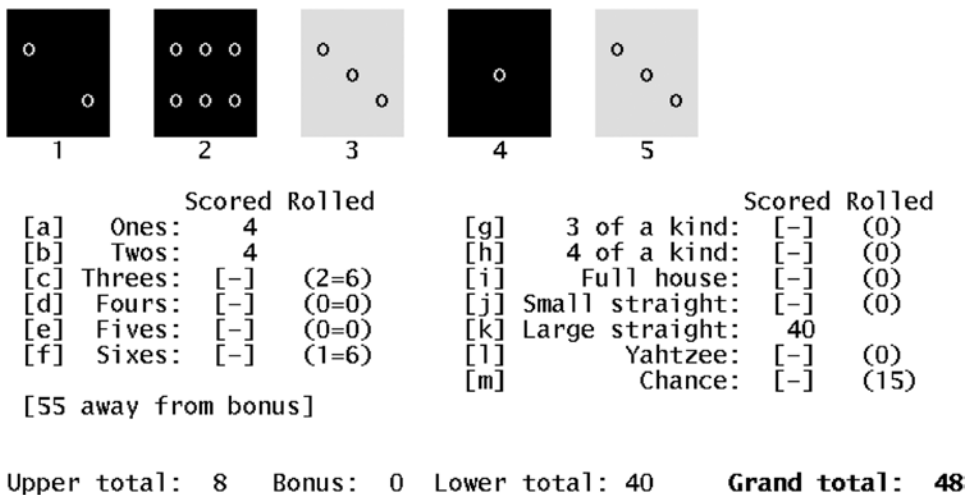 1 2 3 4 5
Scored Rolled Scored Rolled
[a] Ones: 4 [g] 3 of a kind: [-] (0)
[b] Twos: 4 [h] 4 of a kind: [-] (0)
[c] Threes: [-] (2=6) [i] Full house: [-] (0)
[d] Fours: [-] (0=0) [j] Small straight: [-] (0)
[e] Fives: [-] (0=0) [k] Large straight: 40
[f] Sixes: [-] (1=6) [l] Yahtzee: [-] (0)
[m] Chance: [-] (15)
[55 away from bonus]
Upper total: 8 Bonus: 0 Lower total: 40 Grand total: 48